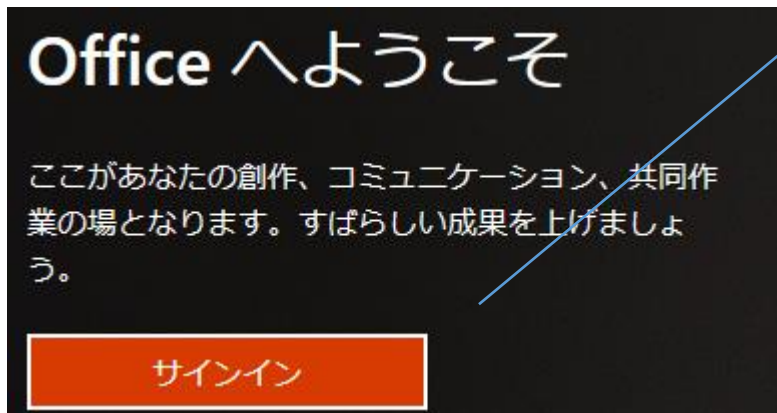 Office へようこそ
ここがあなたの創作、コミュニケーション、共同作
業の場となります。すばらしい成果を上げましょ
う。
サインイン